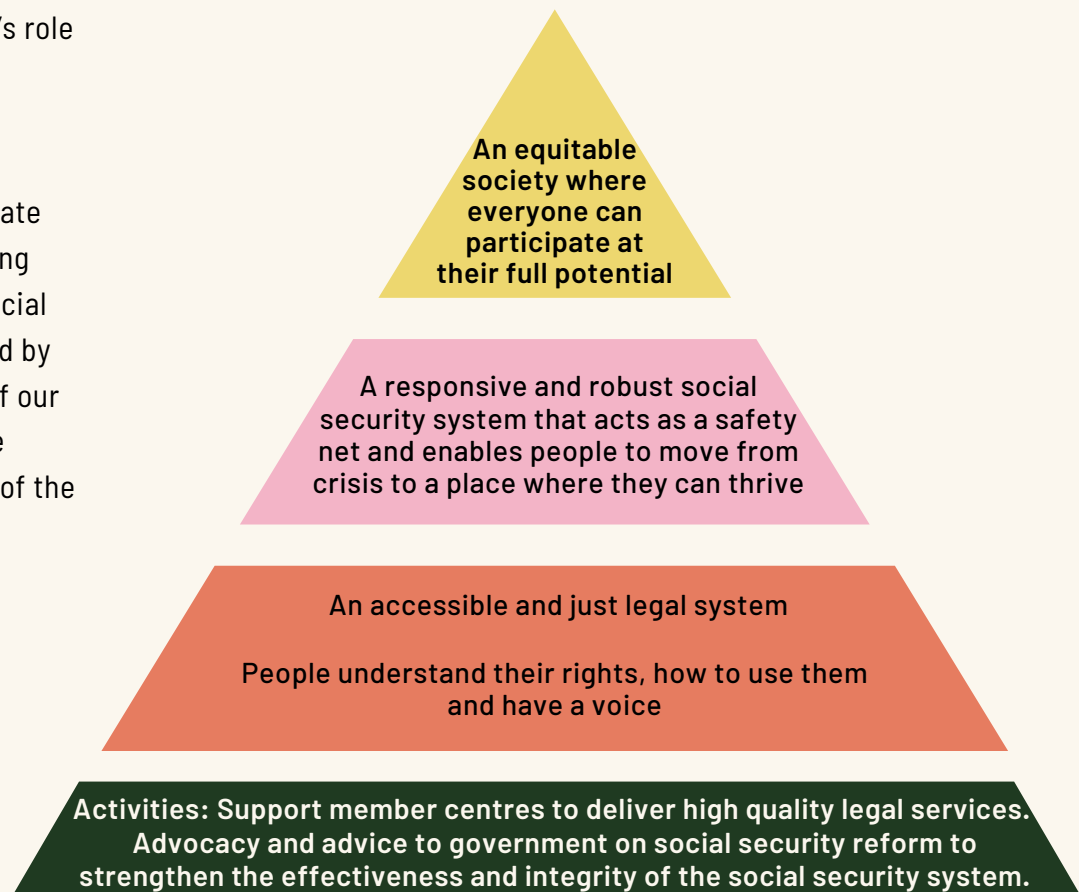 's role
ate
ng
cial
d by
f our
e
of the
An equitable
society where
everyone can
participate at
their full potential
A responsive and robust social
security system that acts as a safety
net and enables people to move from
crisis to a place where they can thrive
An accessible and just legal system
People understand their rights, how to use them
and have a voice
Activities: Support member centres to deliver high quality legal services.
Advocacy and advice to government on social security reform to
strengthen the effectiveness and integrity of the social security system.